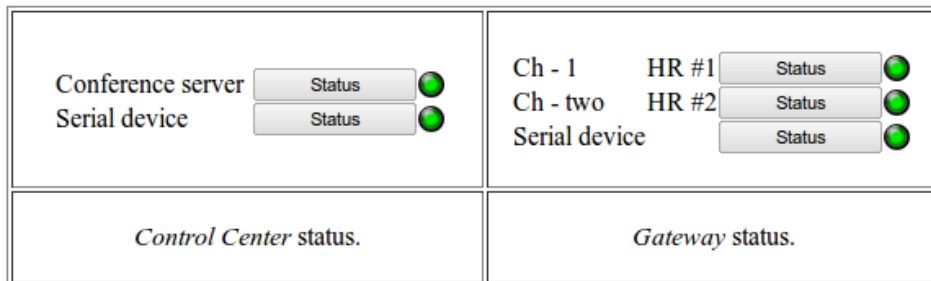 Conference server Status
Serial device Status
Ch - 1 HR #1 Status
Ch - two HR #2 Status
Serial device Status
Control Center status.
Gateway status.